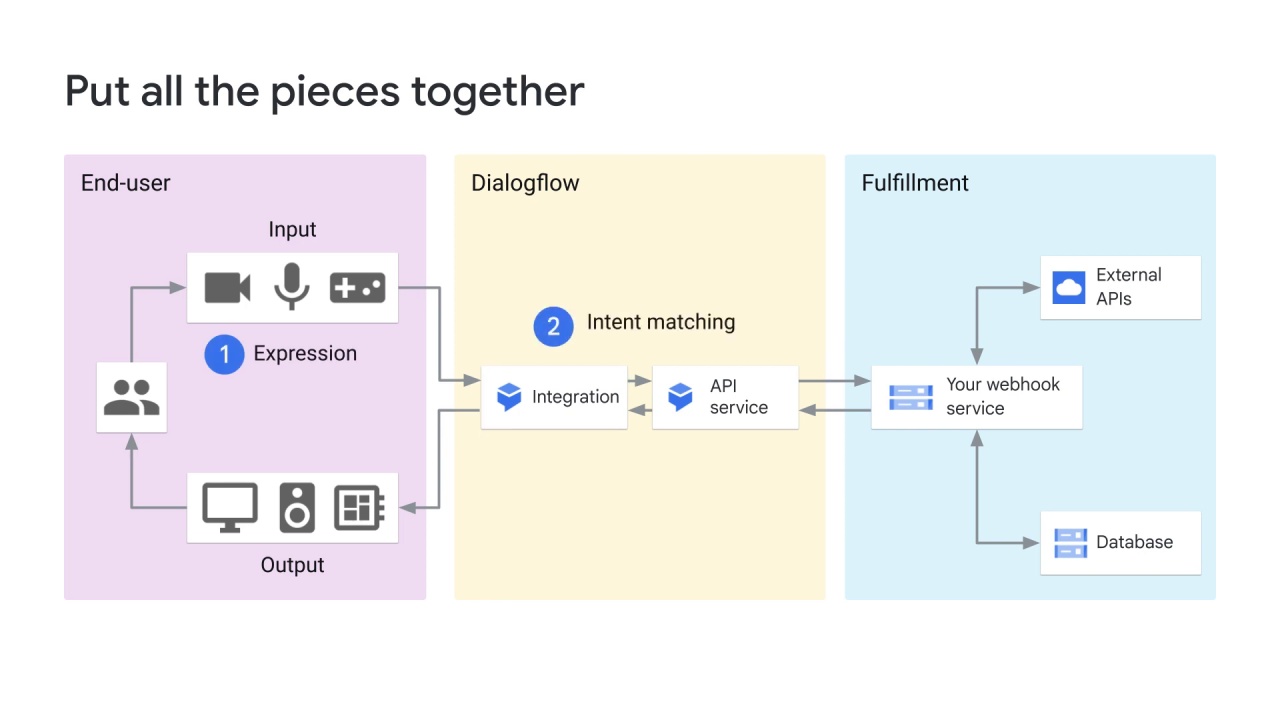 Put all the pieces together
End-user
Input
1
Expression
Output
Dialogflow
2
Intent matching
Integration
API
service
Fulfillment
External
APIs
Your webhook
service
Database